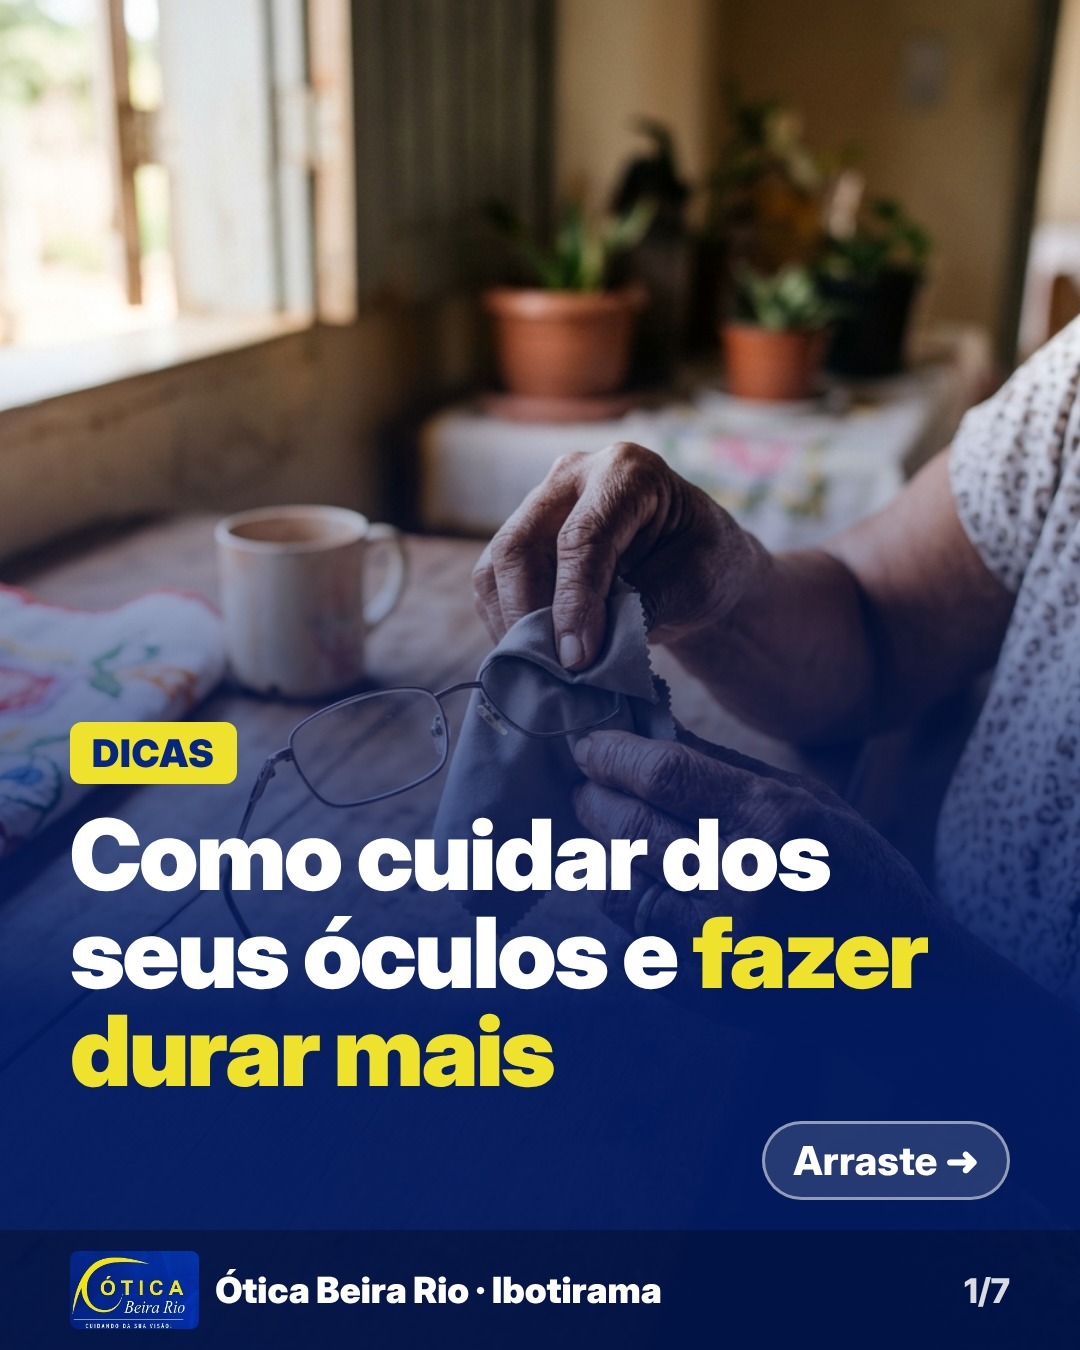 DICAS
Como cuidar dos
seus óculos e fazer
durar mais
Arraste →
ÓTICA
Beira Rio
CUIDANDO DA SUA VISÃO.
Ótica Beira Rio · Ibotirama
1/7